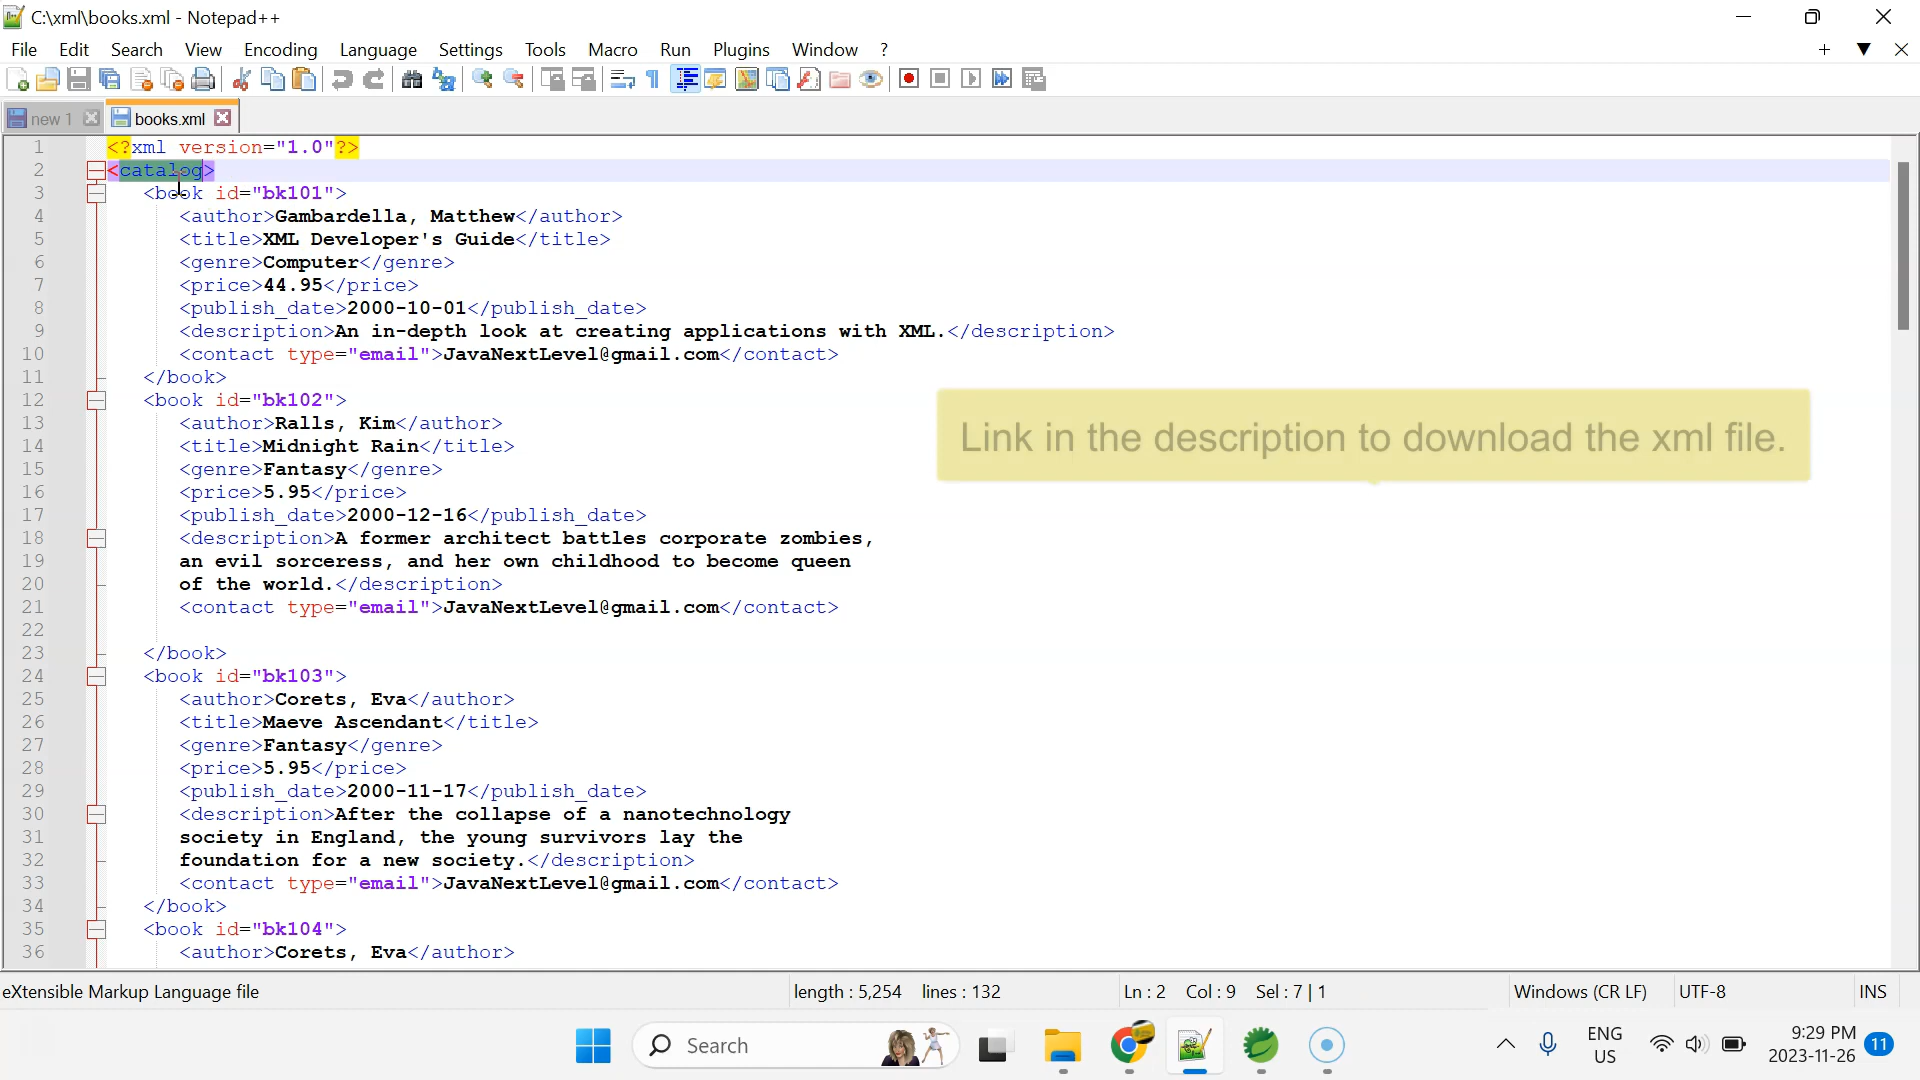 C:\xml\books.xml - Notepad++
File Edit Search View Encoding Language Settings Tools Macro Run Plugins Window ?
new 1 books.xml
1 <?xml version="1.0"?>
2 <catalog>
3 <book id="bk101">
4 <author>Gambardella, Matthew</author>
5 <title>XML Developer's Guide</title>
6 <genre>Computer</genre>
7 <price>44.95</price>
8 <publish_date>2000-10-01</publish_date>
9 <description>An in-depth look at creating applications with XML.</description>
10 <contact type="email">JavaNextLevel@gmail.com</contact>
11 </book>
12 <book id="bk102">
13 <author>Ralls, Kim</author>
14 <title>Midnight Rain</title>
15 <genre>Fantasy</genre>
16 <price>5.95</price>
17 <publish_date>2000-12-16</publish_date>
18 <description>A former architect battles corporate zombies,
19 an evil sorceress, and her own childhood to become queen
20 of the world.</description>
21 <contact type="email">JavaNextLevel@gmail.com</contact>
22
23 </book>
24 <book id="bk103">
25 <author>Corets, Eva</author>
26 <title>Maeve Ascendant</title>
27 <genre>Fantasy</genre>
28 <price>5.95</price>
29 <publish_date>2000-11-17</publish_date>
30 <description>After the collapse of a nanotechnology
31 society in England, the young survivors lay the
32 foundation for a new society.</description>
33 <contact type="email">JavaNextLevel@gmail.com</contact>
34 </book>
35 <book id="bk104">
36 <author>Corets, Eva</author>
Link in the description to download the xml file.
eXtensible Markup Language file length : 5,254 lines : 132 Ln : 2 Col : 9 Sel : 7 | 1 Windows (CR LF) UTF-8 INS
Search
ENG
US
9:29 PM
2023-11-26
11